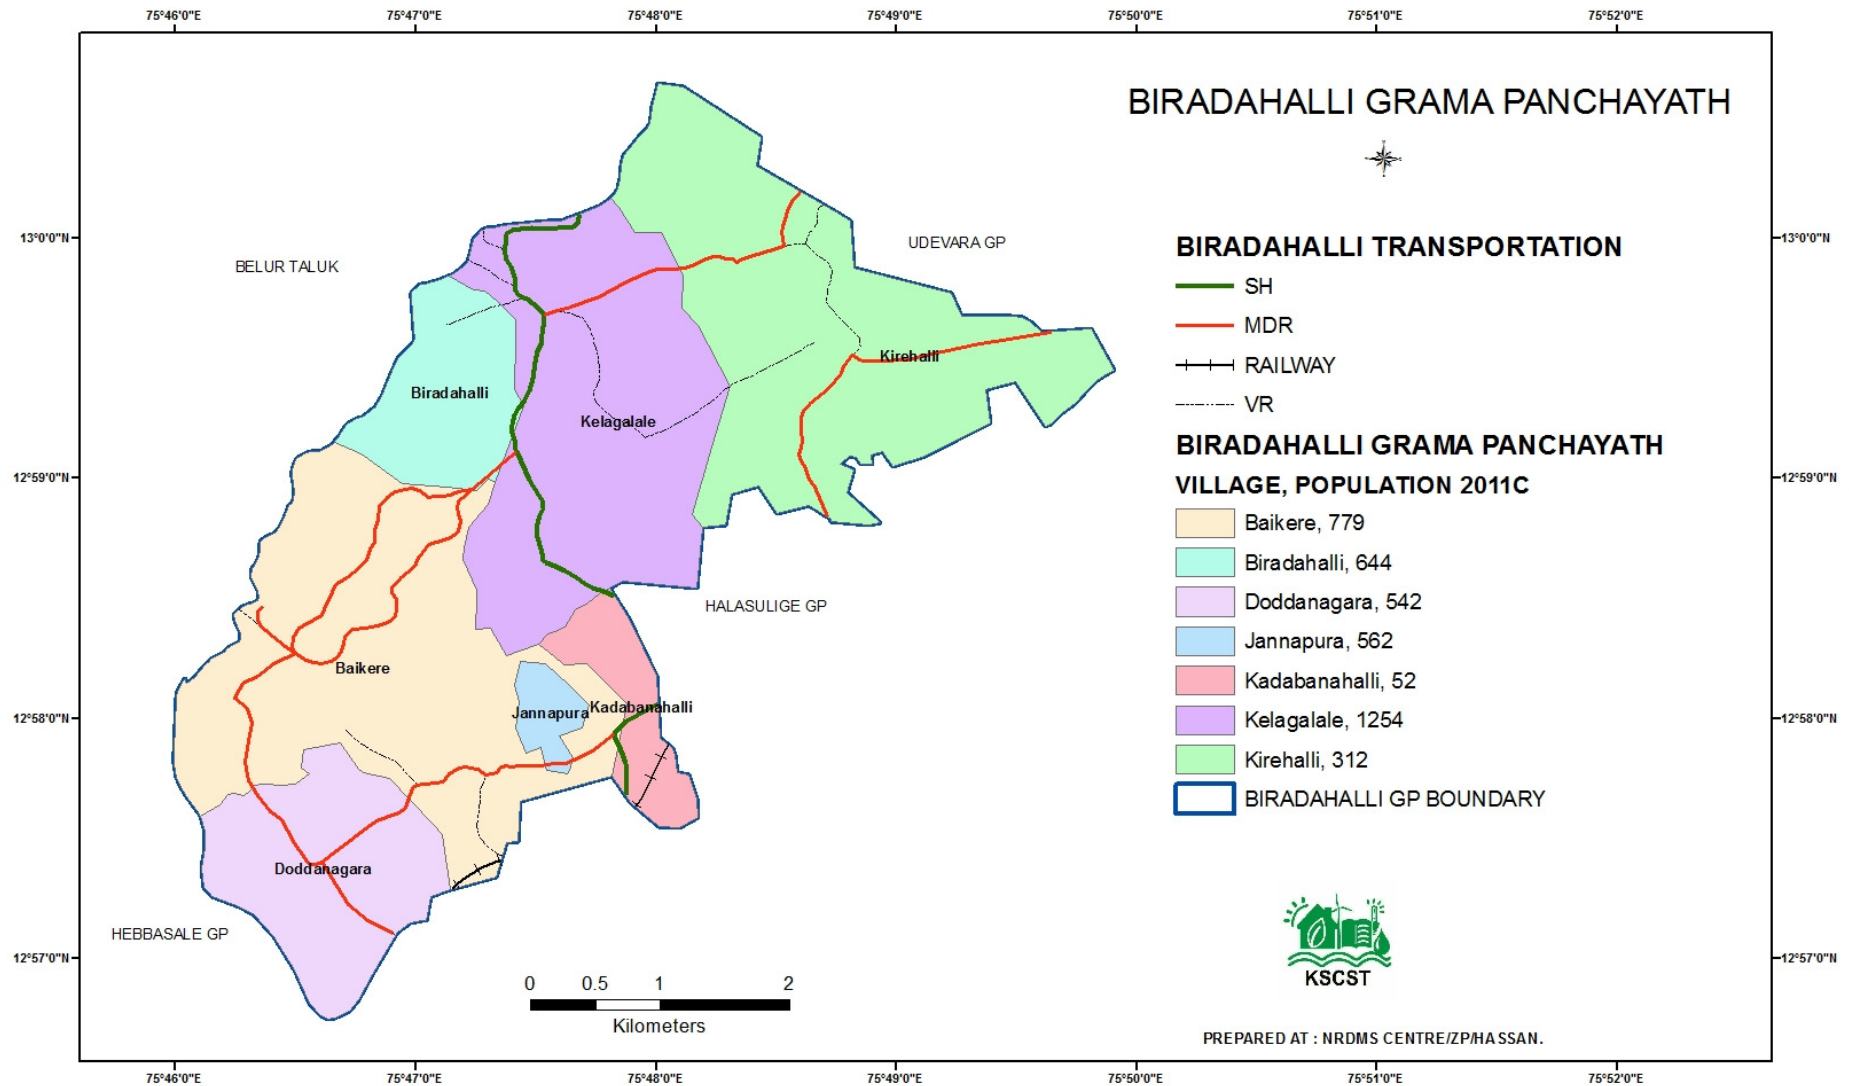 75°46'0"E 75°47'0"E 75°48'0"E 75°49'0"E 75°50'0"E 75°51'0"E 75°52'0"E
BIRADAHALLI GRAMA PANCHAYATH
13°0'0"N 13°0'0"N
UDEVARA GP
BELUR TALUK
BIRADAHALLI TRANSPORTATION
SH
MDR
RAILWAY
VR
Kirehalli
Biradahalli
Kelagalale
BIRADAHALLI GRAMA PANCHAYATH
VILLAGE, POPULATION 2011C
Baikere, 779
Biradahalli, 644
Doddanagara, 542
Jannapura, 562
Kadabanahalli, 52
Kelagalale, 1254
Kirehalli, 312
BIRADAHALLI GP BOUNDARY
12°59'0"N 12°59'0"N
HALASULIGE GP
Baikere
Jannapura
Kadabanahalli
12°58'0"N 12°58'0"N
Doddanagara
HEBBASALE GP
12°57'0"N 12°57'0"N
0 0.5 1 2
Kilometers
KSCST
PREPARED AT : NRDMS CENTRE/ZP/HASSAN.
75°46'0"E 75°47'0"E 75°48'0"E 75°49'0"E 75°50'0"E 75°51'0"E 75°52'0"E